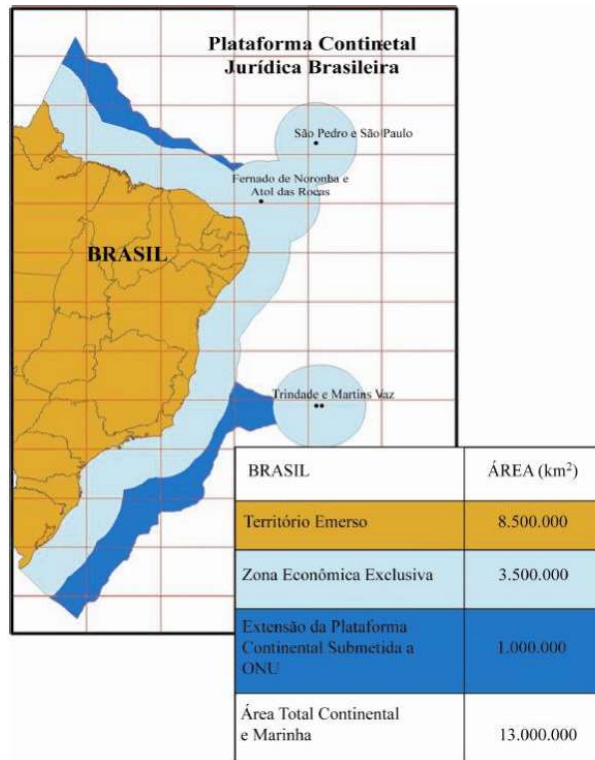 Plataforma Continetal
Jurídica Brasileira
São Pedro e São Paulo
Fernado de Noronha e
Atol das Rocas
BRASIL
Trindade e Martins Vaz
BRASIL ÁREA (km²)
Território Emerso 8.500.000
Zona Econômica Exclusiva 3.500.000
Extensão da Plataforma
Continental Submetida a 1.000.000
ONU
Área Total Continental
e Marinha 13.000.000